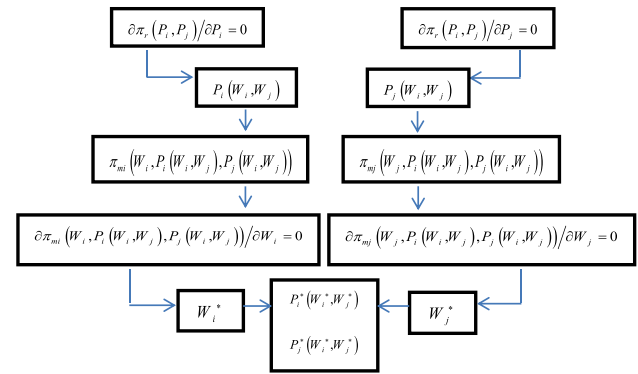 ∂π_r(P_i,P_j)/∂P_i = 0
∂π_r(P_i,P_j)/∂P_j = 0
P_i(W_i,W_j)
P_j(W_i,W_j)
π_mi(W_i,P_i(W_i,W_j),P_j(W_i,W_j))
π_mj(W_j,P_i(W_i,W_j),P_j(W_i,W_j))
∂π_mi(W_i,P_i(W_i,W_j),P_j(W_i,W_j))/∂W_i = 0
∂π_mj(W_j,P_i(W_i,W_j),P_j(W_i,W_j))/∂W_j = 0
W_i^*
P_i^*(W_i^*,W_j^*)
P_j^*(W_i^*,W_j^*)
W_j^*